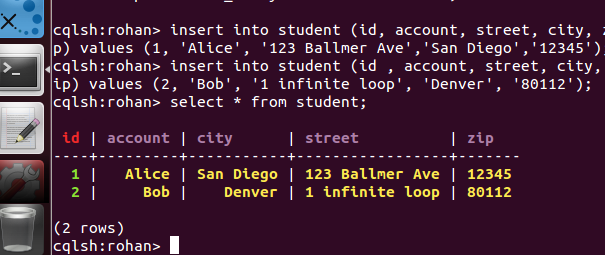 cqlsh:rohan> insert into student (id, account, street, city, z
p) values (1, 'Alice', '123 Ballmer Ave','San Diego','12345')
cqlsh:rohan> insert into student (id , account, street, city,
ip) values (2, 'Bob', '1 infinite loop', 'Denver', '80112');
cqlsh:rohan> select * from student;
id | account | city | street | zip
----+---------+-----------+-----------------+-------
1 | Alice | San Diego | 123 Ballmer Ave | 12345
2 | Bob | Denver | 1 infinite loop | 80112
(2 rows)
cqlsh:rohan>